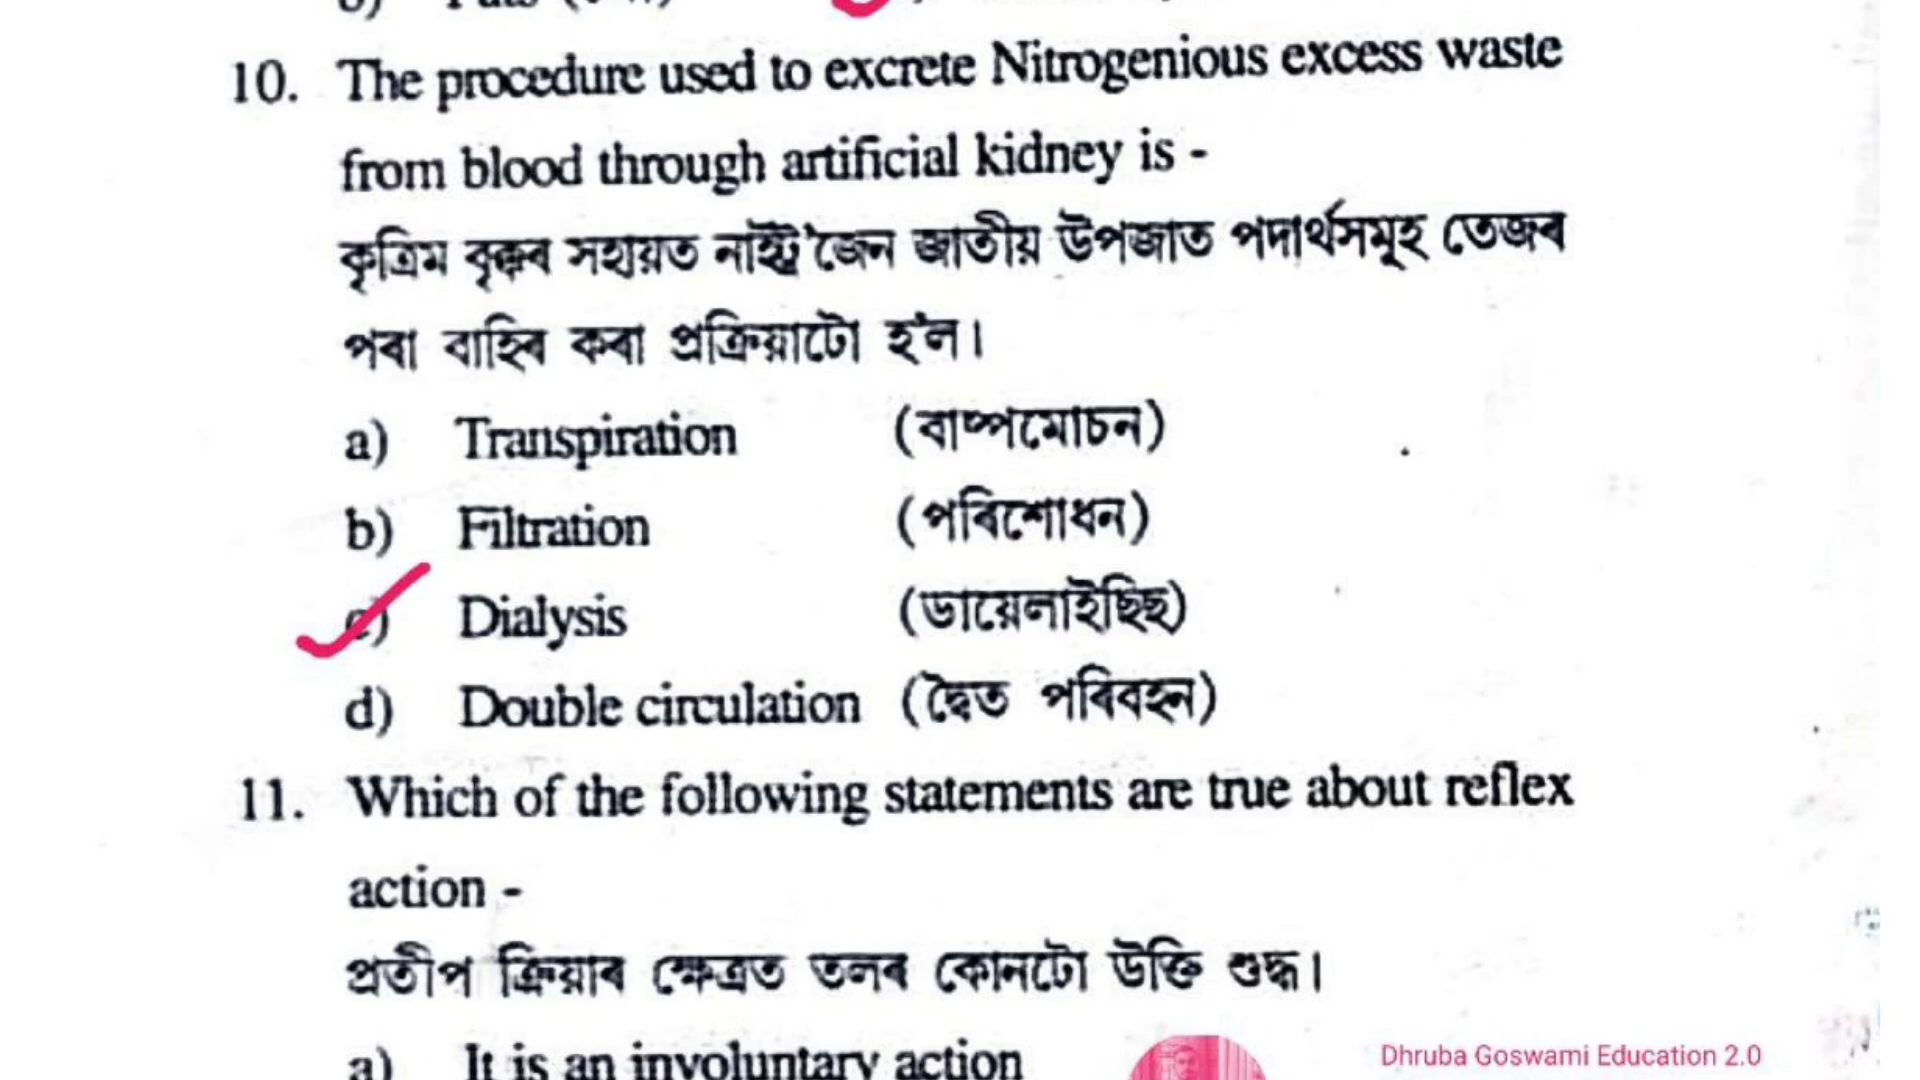 10. The procedure used to excrete Nitrogenious excess waste
from blood through artificial kidney is -
কৃত্ৰিম বৃক্কৰ সহায়ত নাইট্ৰ'জেন জাতীয় উপজাত পদাৰ্থসমূহ তেজৰ
পৰা বাহিৰ কৰা প্ৰক্ৰিয়াটো হ'ল।
a) Transpiration (বাষ্পমোচন)
b) Filtration (পৰিশোধন)
c) Dialysis (ডায়েলাইছিছ)
d) Double circulation (দ্বৈত পৰিবহন)
11. Which of the following statements are true about reflex
action -
প্ৰতীপ ক্ৰিয়াৰ ক্ষেত্ৰত তলৰ কোনটো উক্তি শুদ্ধ।
a) It is an involuntary action
Dhruba Goswami Education 2.0